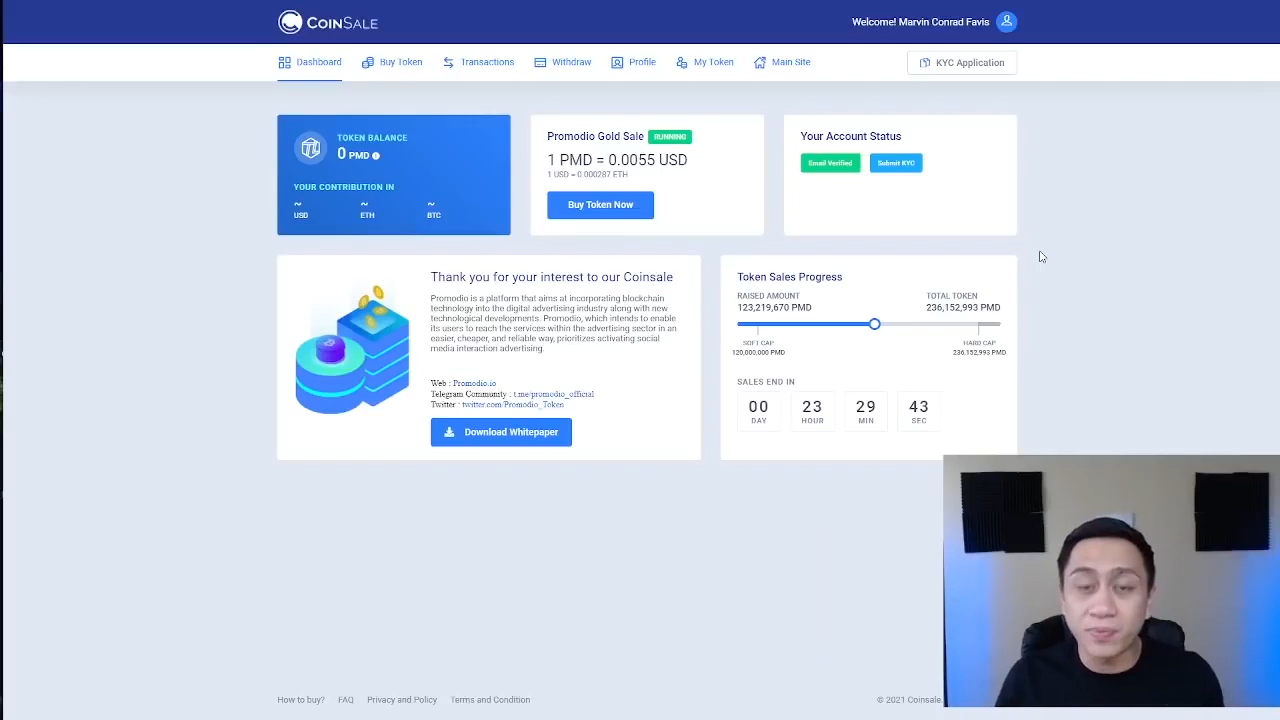 COINSALE
Welcome! Marvin Conrad Favis
Dashboard
Buy Token
Transactions
Withdraw
Profile
My Token
Main Site
KYC Application
TOKEN BALANCE
0 PMD
YOUR CONTRIBUTION IN
~ ~ ~
USD ETH BTC
Promodio Gold Sale RUNNING
1 PMD = 0.0055 USD
1 USD = 0.000287 ETH
Buy Token Now
Your Account Status
Email Verified Submit KYC
Thank you for your interest to our Coinsale
Promodio is a platform that aims at incorporating blockchain
technology into the digital advertising industry along with new
technological developments. Promodio, which intends to enable
its users to reach the services within the advertising sector in an
easier, cheaper, and reliable way, prioritizes activating social
media interaction advertising.
Web : Promodio.io
Telegram Community : t.me/promodio_official
Twitter : twitter.com/Promodio_Token
Download Whitepaper
Token Sales Progress
RAISED AMOUNT TOTAL TOKEN
123,219,670 PMD 236,152,993 PMD
SOFT CAP HARD CAP
120,000,000 PMD 236,152,993 PMD
SALES END IN
00 23 29 43
DAY HOUR MIN SEC
How to buy? FAQ Privacy and Policy Terms and Condition
© 2021 Coinsale.